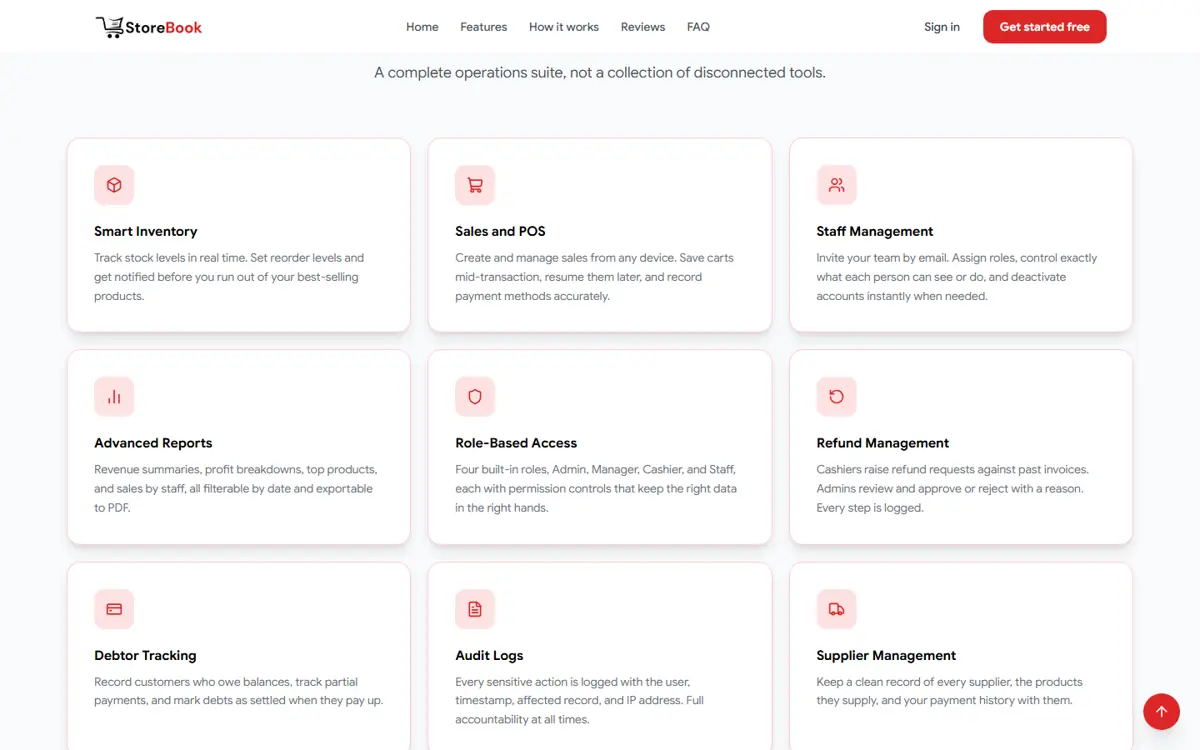 StoreBook
Home
Features
How it works
Reviews
FAQ
Sign in
Get started free
A complete operations suite, not a collection of disconnected tools.
Smart Inventory
Track stock levels in real time. Set reorder levels and
get notified before you run out of your best-selling
products.
Sales and POS
Create and manage sales from any device. Save carts
mid-transaction, resume them later, and record
payment methods accurately.
Staff Management
Invite your team by email. Assign roles, control exactly
what each person can see or do, and deactivate
accounts instantly when needed.
Advanced Reports
Revenue summaries, profit breakdowns, top products,
and sales by staff, all filterable by date and exportable
to PDF.
Role-Based Access
Four built-in roles, Admin, Manager, Cashier, and Staff,
each with permission controls that keep the right data
in the right hands.
Refund Management
Cashiers raise refund requests against past invoices.
Admins review and approve or reject with a reason.
Every step is logged.
Debtor Tracking
Record customers who owe balances, track partial
payments, and mark debts as settled when they pay up.
Audit Logs
Every sensitive action is logged with the user,
timestamp, affected record, and IP address. Full
accountability at all times.
Supplier Management
Keep a clean record of every supplier, the products
they supply, and your payment history with them.